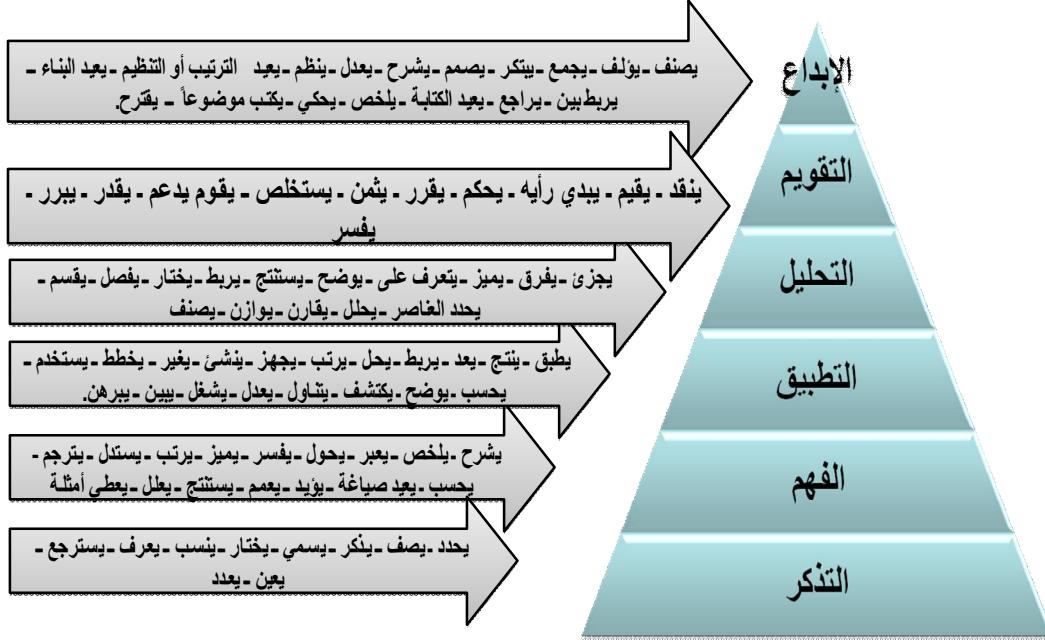 الإبداع
يصنف ـ يؤلف ـ يجمع ـ يبتكر ـ يصمم ـ يشرح ـ يعدل ـ ينظم ـ يعيد الترتيب أو التنظيم ـ يعيد البناء ـ
يربط بين ـ يراجع ـ يعيد الكتابة ـ يلخص ـ يحكي ـ يكتب موضوعاً ـ يقترح.
التقويم
ينقد ـ يقيم ـ يبدي رأيه ـ يحكم ـ يقرر ـ يثمن ـ يستخلص ـ يقوم يدعم ـ يقدر ـ يبرر ـ
يفسر
التحليل
يجزئ ـ يفرق ـ يميز ـ يتعرف على ـ يوضح ـ يستنتج ـ يربط ـ يختار ـ يفصل ـ يقسم ـ
يحدد العاصر ـ يحلل ـ يقارن ـ يوازن ـ يصنف
التطبيق
يطبق ـ ينتج ـ يعد ـ يربط ـ يحل ـ يرتب ـ يجهز ـ ينشئ ـ يغير ـ يخطط ـ يستخدم ـ
يحسب ـ يوضح ـ يكتشف ـ يتناول ـ يعدل ـ يشغل ـ يبين ـ يبرهن.
الفهم
يشرح ـ يلخص ـ يعبر ـ يحول ـ يفسر ـ يميز ـ يرتب ـ يستدل ـ يترجم ـ
يحسب ـ يعيد صياغة ـ يؤيد ـ يعمم ـ يستنتج ـ يعلل ـ يعطي أمثلة
التذكر
يحدد ـ يصف ـ يذكر ـ يسمي ـ يختار ـ ينسب ـ يعرف ـ يسترجع ـ
يعين ـ يعدد